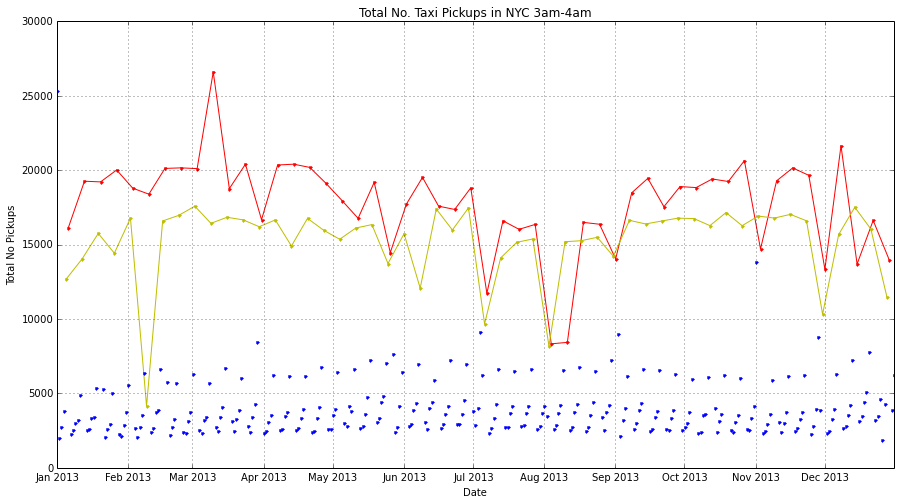 Total No. Taxi Pickups in NYC 3am-4am
30000
25000
20000
15000
10000
5000
0
Total No Pickups
Jan 2013 Feb 2013 Mar 2013 Apr 2013 May 2013 Jun 2013 Jul 2013 Aug 2013 Sep 2013 Oct 2013 Nov 2013 Dec 2013
Date